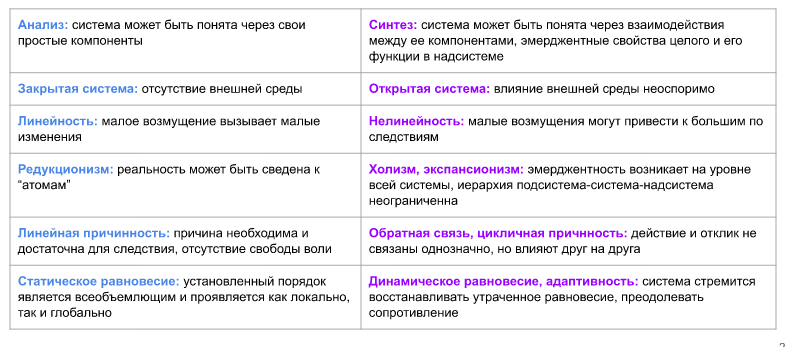 Анализ: система может быть понята через свои
простые компоненты
Синтез: система может быть понята через взаимодействия
между ее компонентами, эмерджентные свойства целого и его
функции в надсистеме
Закрытая система: отсутствие внешней среды
Открытая система: влияние внешней среды неоспоримо
Линейность: малое возмущение вызывает малые
изменения
Нелинейность: малые возмущения могут привести к большим по
следствиям
Редукционизм: реальность может быть сведена к
“атомам”
Холизм, экспансионизм: эмерджентность возникает на уровне
всей системы, иерархия подсистема-система-надсистема
неограниченна
Линейная причинность: причина необходима и
достаточна для следствия, отсутствие свободы воли
Обратная связь, цикличная причнность: действие и отклик не
связаны однозначно, но влияют друг на друга
Статическое равновесие: установленный порядок
является всеобъемлющим и проявляется как локально,
так и глобально
Динамическое равновесие, адаптивность: система стремится
восстанавливать утраченное равновесие, преодолевать
сопротивление